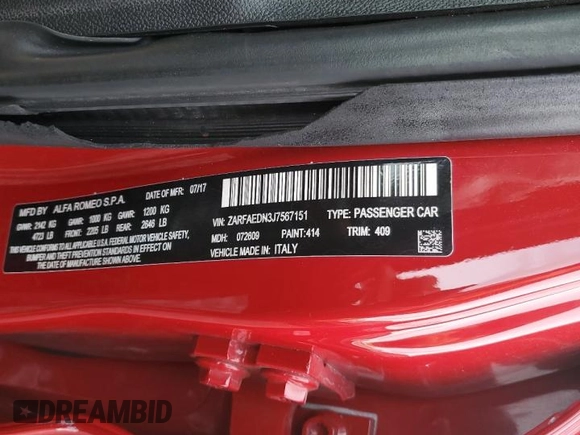 MFD BY ALFA ROMEO S.P.A. DATE OF MFR: 07/17
GAWR: 2142 KG GAWR: 1000 KG GAWR: 1200 KG
4723 LB FRONT: 2205 LB REAR: 2646 LB
THIS VEHICLE CONFORMS TO ALL APPLICABLE U.S.A. FEDERAL MOTOR VEHICLE SAFETY,
BUMPER AND THEFT PREVENTION STANDARDS IN EFFECT ON
THE DATE OF MANUFACTURE SHOWN ABOVE.
VIN: ZARFAEDN3J7567151 TYPE: PASSENGER CAR
MDH: 072609 PAINT: 414 TRIM: 409
VEHICLE MADE IN: ITALY
DREAMBID